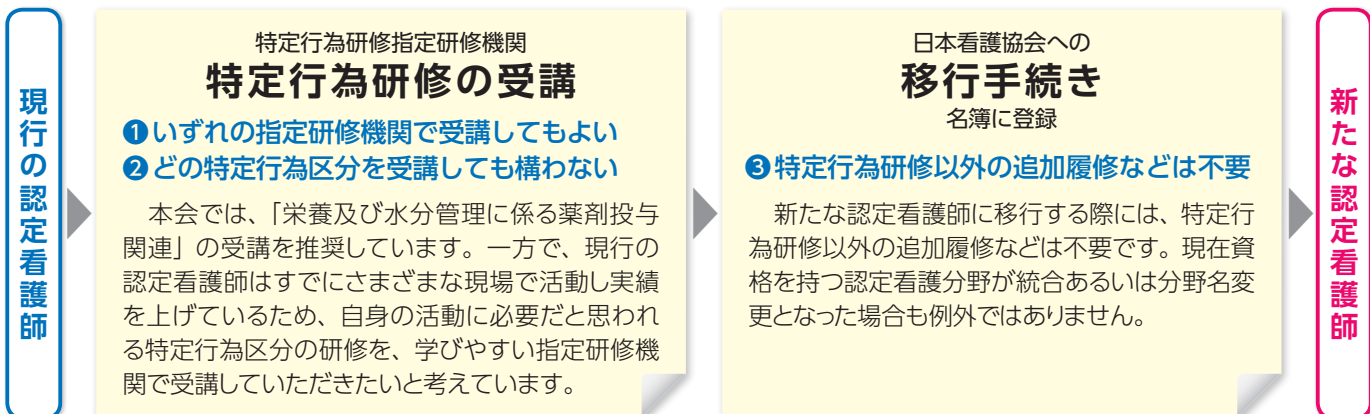 現行の認定看護師
特定行為研修指定研修機関
特定行為研修の受講
❶いずれの指定研修機関で受講してもよい
❷どの特定行為区分を受講しても構わない
本会では、「栄養及び水分管理に係る薬剤投与
関連」の受講を推奨しています。一方で、現行の
認定看護師はすでにさまざまな現場で活動し実績
を上げているため、自身の活動に必要だと思われ
る特定行為区分の研修を、学びやすい指定研修機
関で受講していただきたいと考えています。
日本看護協会への
移行手続き
名簿に登録
❸特定行為研修以外の追加履修などは不要
新たな認定看護師に移行する際には、特定行
為研修以外の追加履修などは不要です。現在資
格を持つ認定看護分野が統合あるいは分野名変
更となった場合も例外ではありません。
新たな認定看護師